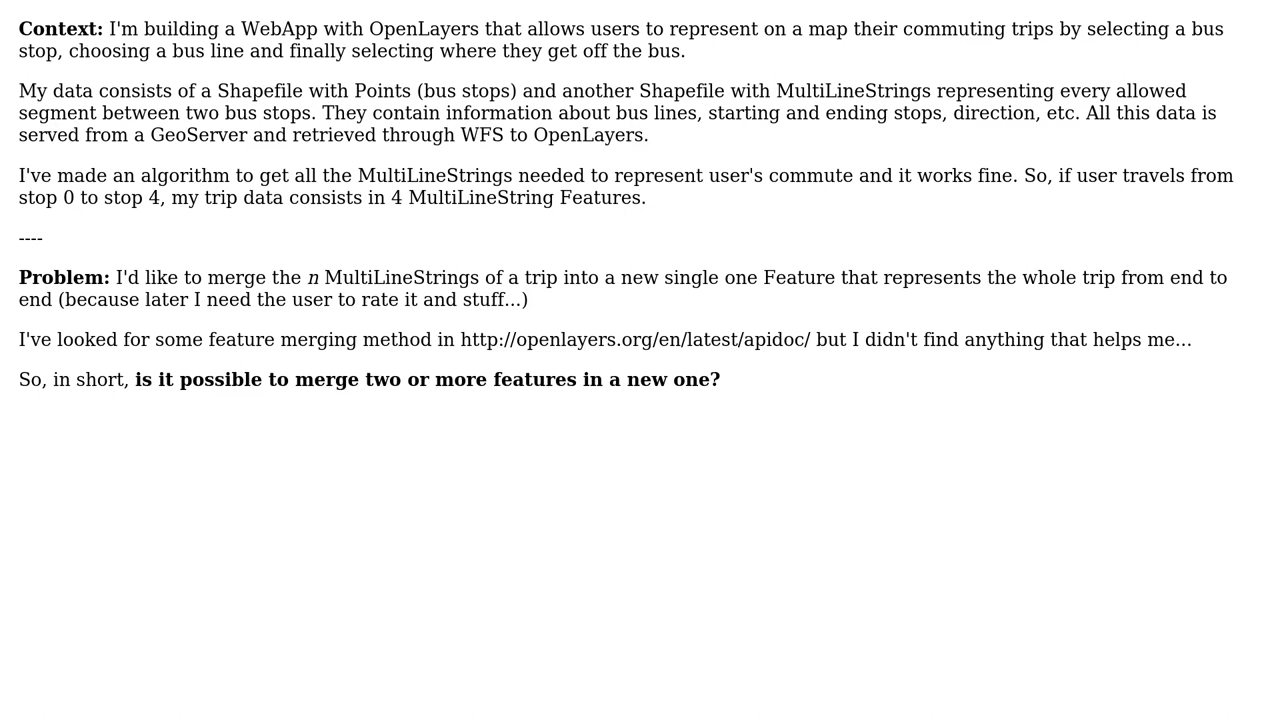 Context: I'm building a WebApp with OpenLayers that allows users to represent on a map their commuting trips by selecting a bus
stop, choosing a bus line and finally selecting where they get off the bus.
My data consists of a Shapefile with Points (bus stops) and another Shapefile with MultiLineStrings representing every allowed
segment between two bus stops. They contain information about bus lines, starting and ending stops, direction, etc. All this data is
served from a GeoServer and retrieved through WFS to OpenLayers.
I've made an algorithm to get all the MultiLineStrings needed to represent user's commute and it works fine. So, if user travels from
stop 0 to stop 4, my trip data consists in 4 MultiLineString Features.
----
Problem: I'd like to merge the n MultiLineStrings of a trip into a new single one Feature that represents the whole trip from end to
end (because later I need the user to rate it and stuff...)
I've looked for some feature merging method in http://openlayers.org/en/latest/apidoc/ but I didn't find anything that helps me...
So, in short, is it possible to merge two or more features in a new one?